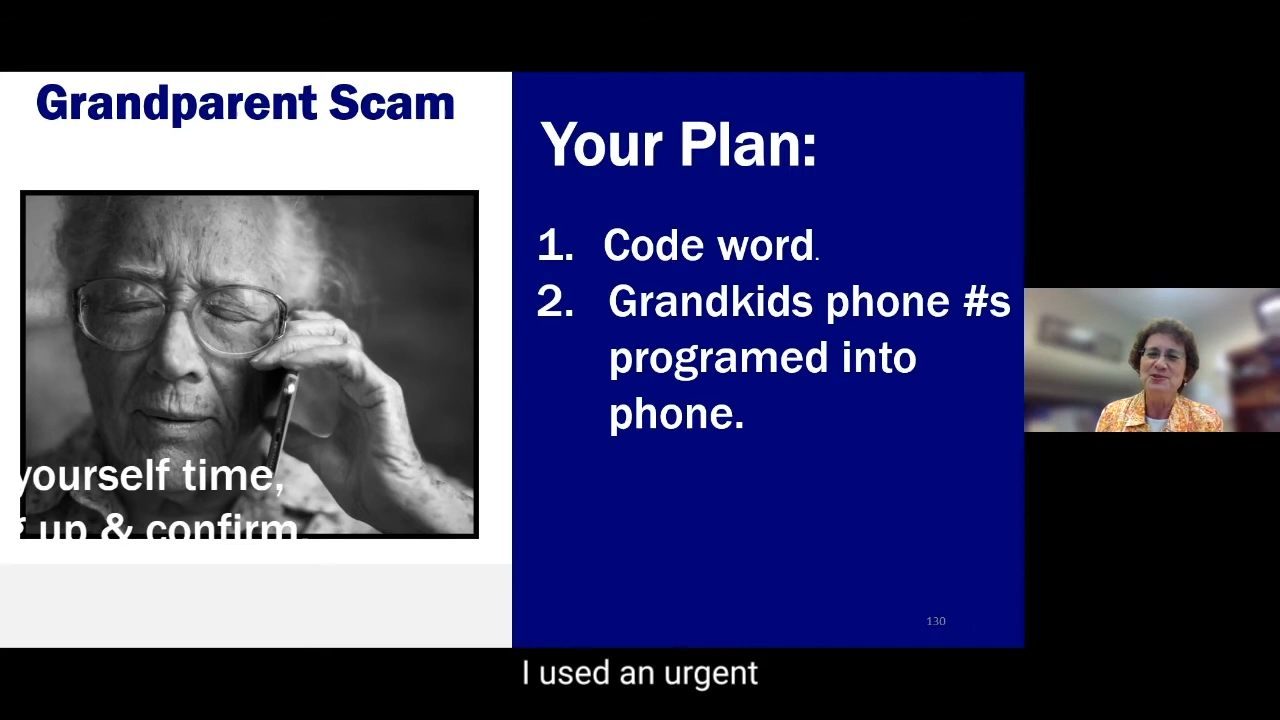 Grandparent Scam
yourself time,
up & confirm.
Your Plan:
1. Code word.
2. Grandkids phone #s
programed into
phone.
130
I used an urgent